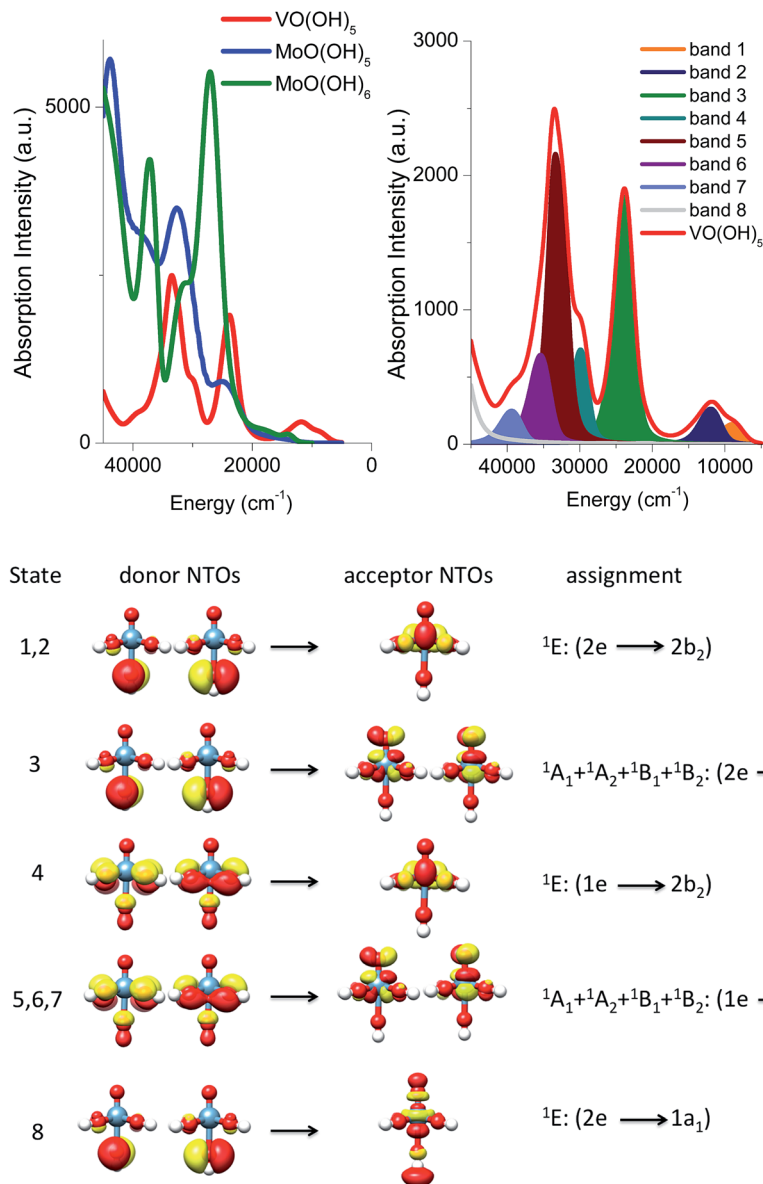 VO(OH)₅
MoO(OH)₅
MoO(OH)₆
5000
0
40000 20000 0
Absorption Intensity (a.u.)
Energy (cm⁻¹)
3000
2000
1000
0
40000 30000 20000 10000
Absorption Intensity (a.u.)
Energy (cm⁻¹)
band 1
band 2
band 3
band 4
band 5
band 6
band 7
band 8
VO(OH)₅
State donor NTOs acceptor NTOs assignment
1,2 ¹E: (2e ⟶ 2b₂)
3 ¹A₁+¹A₂+¹B₁+¹B₂: (2e –
4 ¹E: (1e ⟶ 2b₂)
5,6,7 ¹A₁+¹A₂+¹B₁+¹B₂: (1e –
8 ¹E: (2e ⟶ 1a₁)